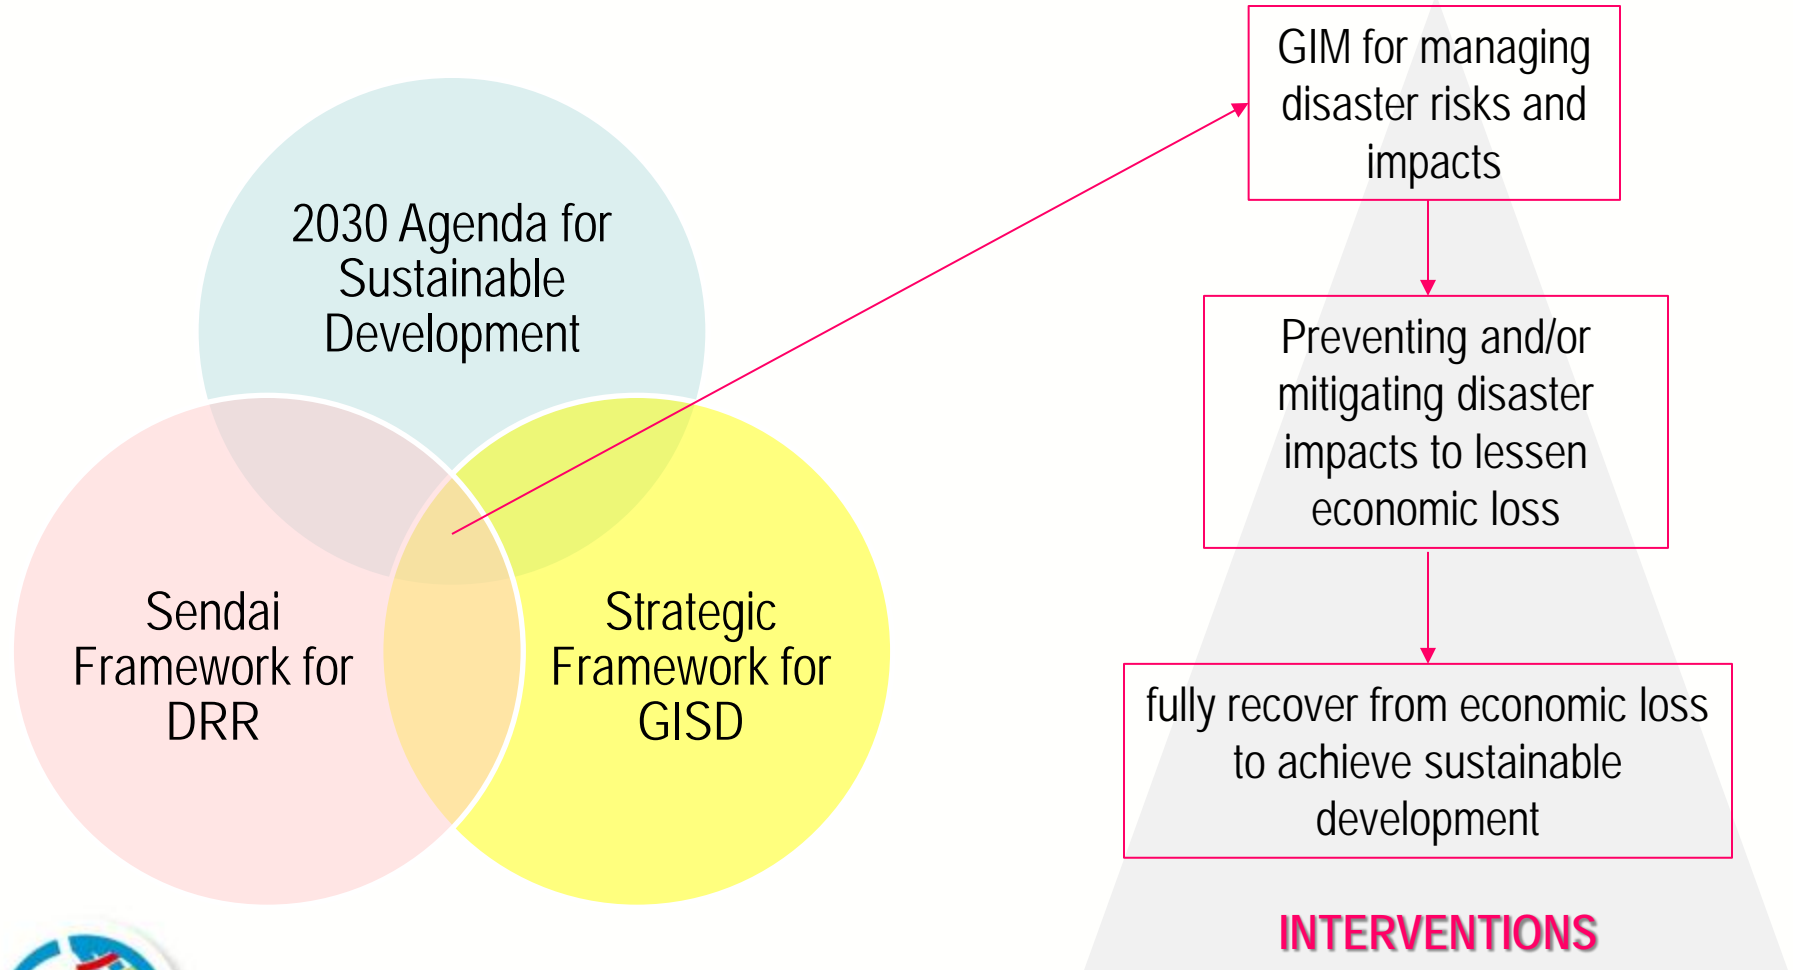 2030 Agenda for
Sustainable
Development
Sendai
Framework for
DRR
Strategic
Framework for
GISD
GIM for managing
disaster risks and
impacts
Preventing and/or
mitigating disaster
impacts to lessen
economic loss
fully recover from economic loss
to achieve sustainable
development
INTERVENTIONS